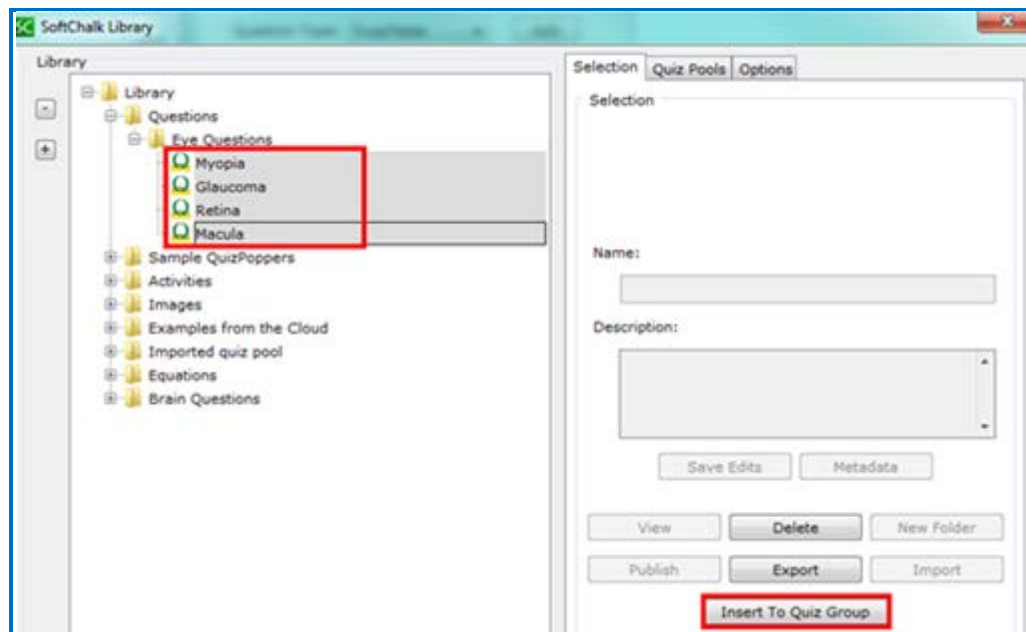 SC SoftChalk Library
Library
Library
Questions
Eye Questions
Myopia
Glaucoma
Retina
Macula
Sample QuizPoppers
Activities
Images
Examples from the Cloud
Imported quiz pool
Equations
Brain Questions
Selection Quiz Pools Options
Selection
Name:
Description:
Save Edits Metadata
View Delete New Folder
Publish Export Import
Insert To Quiz Group